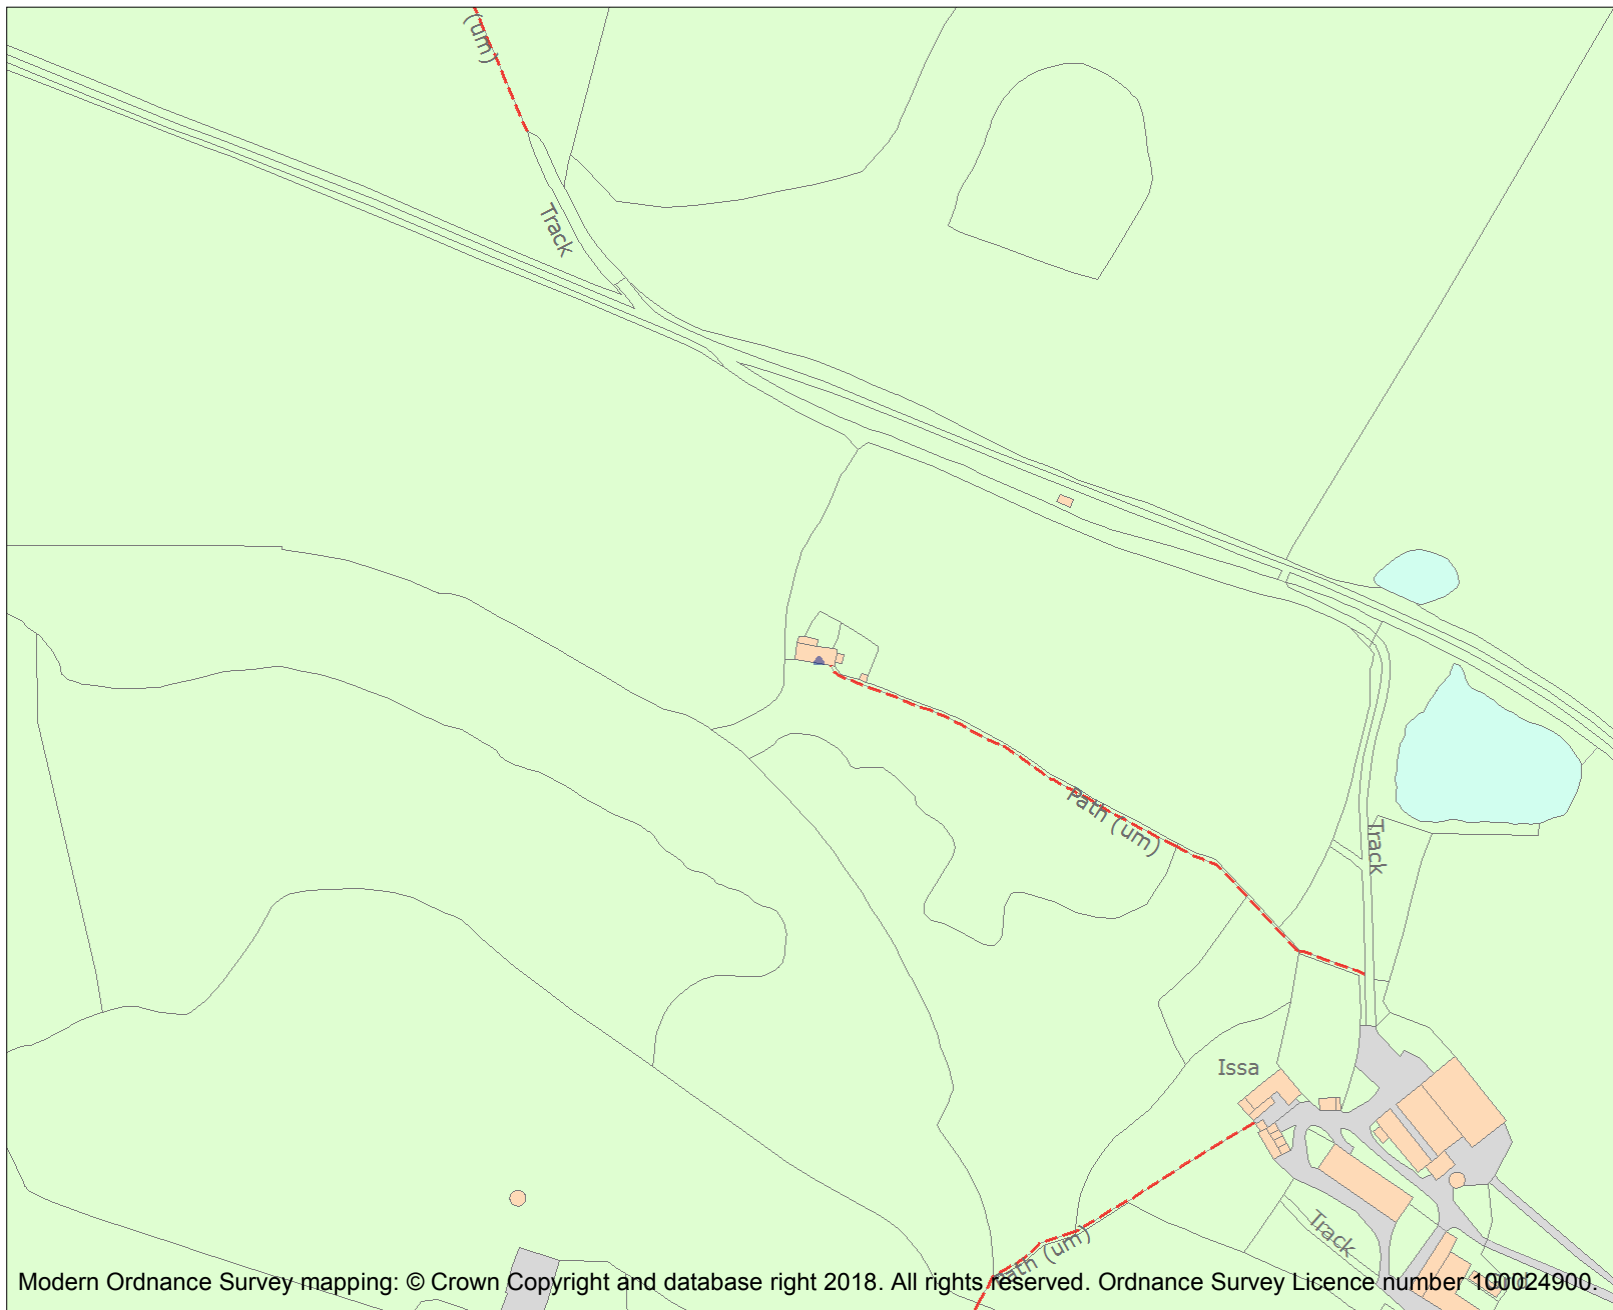 (um)
Track
Path (um)
Track
Issa
Track
Path (um)
Modern Ordnance Survey mapping: © Crown Copyright and database right 2018. All rights reserved. Ordnance Survey Licence number 100024900.